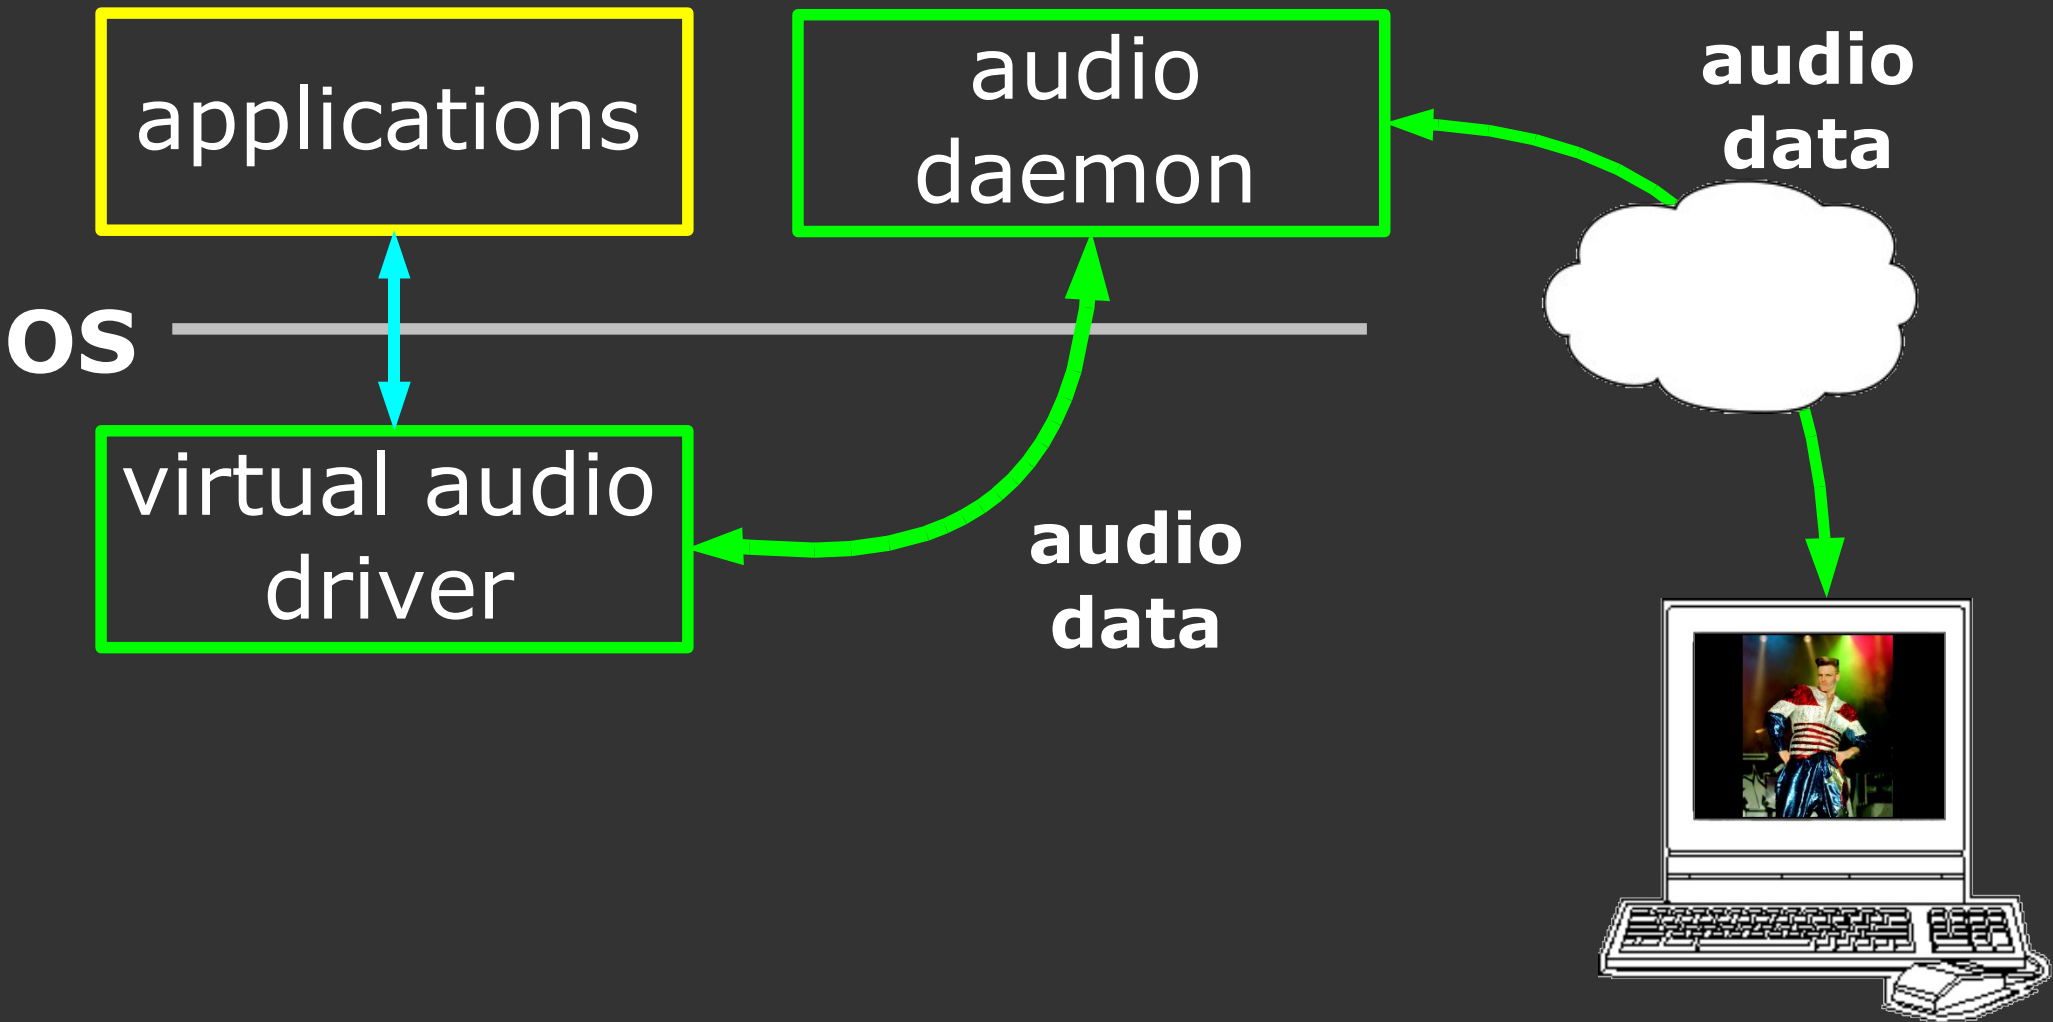 applications
audio
daemon
audio
data
OS
virtual audio
driver
audio
data